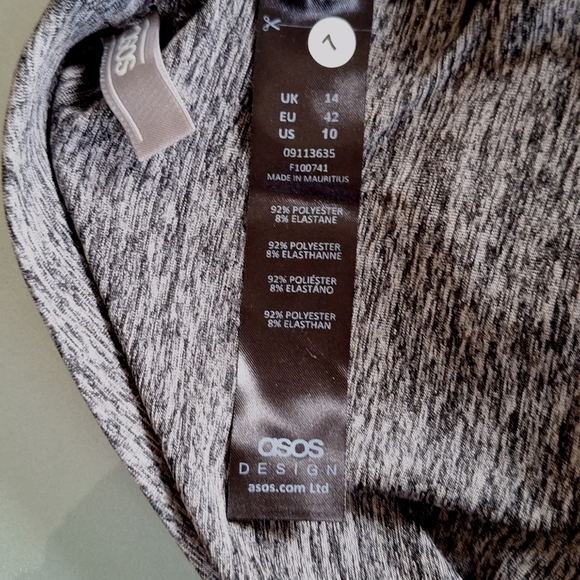 asos
7
UK 14
EU 42
US 10
09113635
F100741
MADE IN MAURITIUS
92% POLYESTER
8% ELASTANE
92% POLYESTER
8% ELASTHANNE
92% POLIÉSTER
8% ELASTANO
92% POLYESTER
8% ELASTHAN
asos
DESIGN
asos.com Ltd